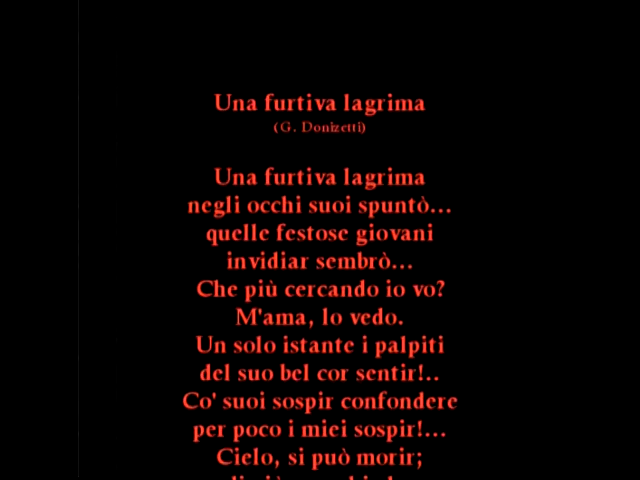 Una furtiva lagrima
(G. Donizetti)
Una furtiva lagrima
negli occhi suoi spuntò...
quelle festose giovani
invidiar sembrò...
Che più cercando io vo?
M'ama, lo vedo.
Un solo istante i palpiti
del suo bel cor sentir!..
Co' suoi sospir confondere
per poco i miei sospir!...
Cielo, si può morir;